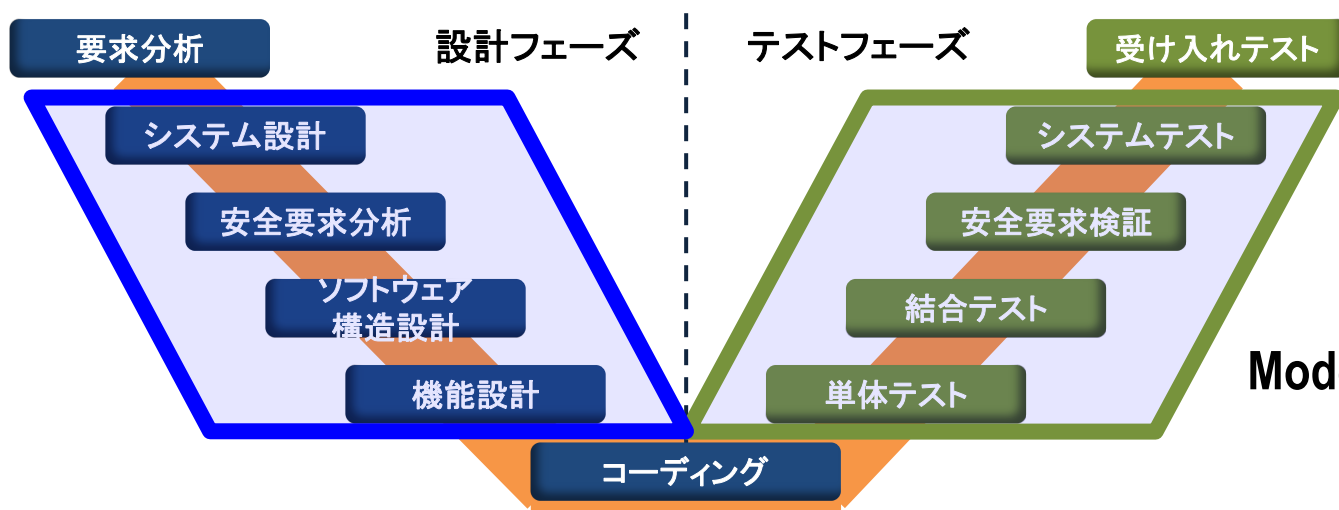 要求分析
設計フェーズ
テストフェーズ
受け入れテスト
システム設計
システムテスト
安全要求分析
安全要求検証
ソフトウェア
構造設計
結合テスト
機能設計
単体テスト
Mod
コーディング